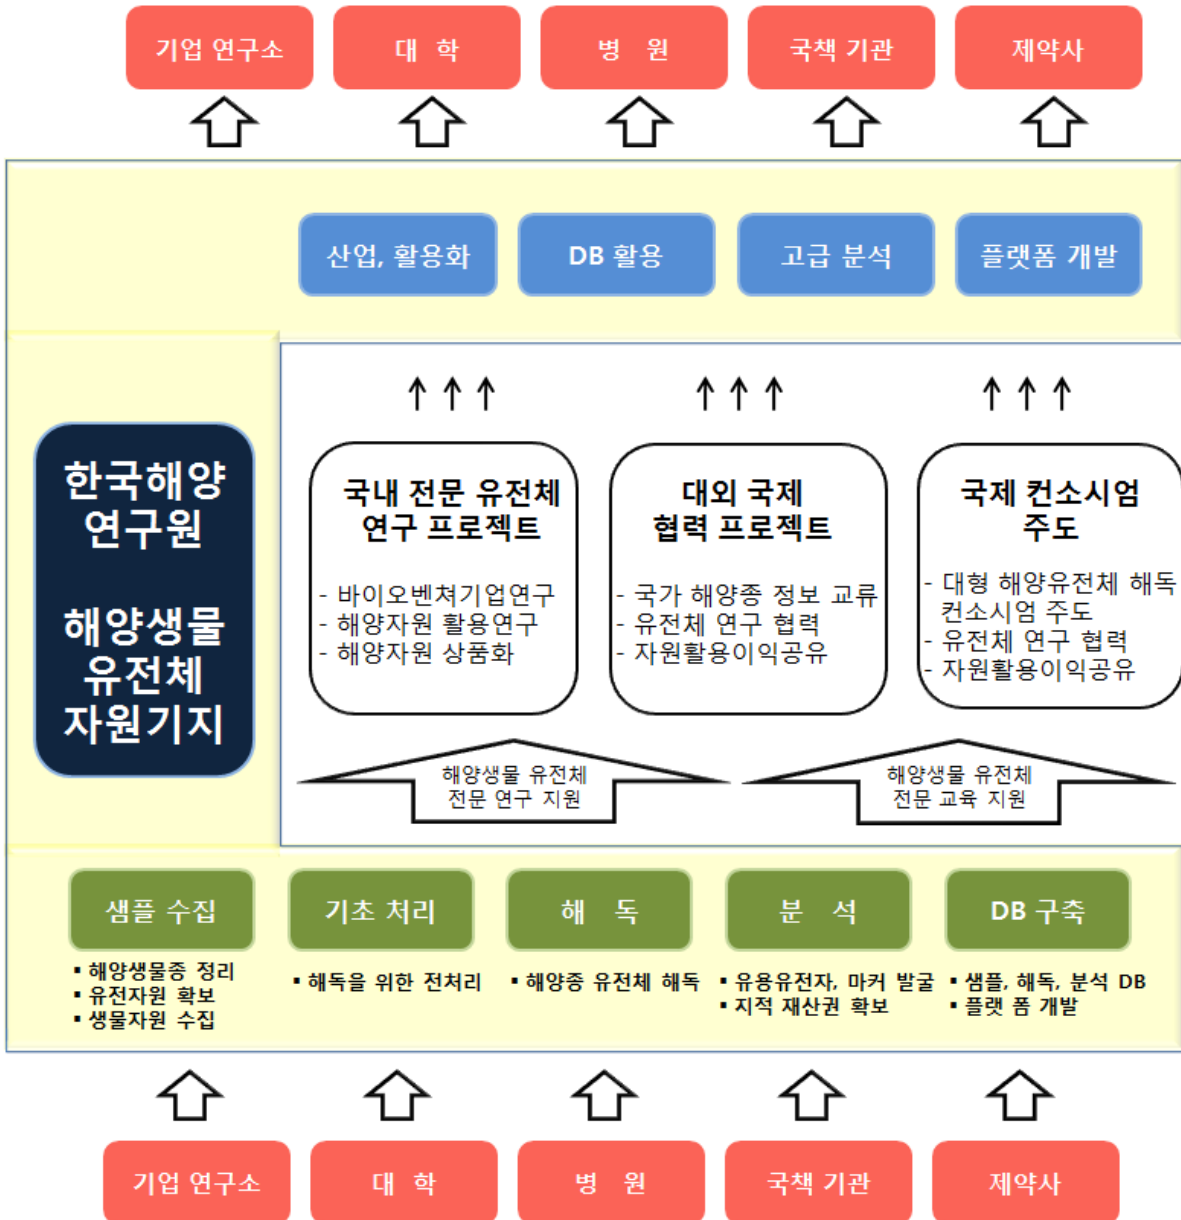 기업 연구소
대 학
병 원
국책 기관
제약사
산업, 활용화
DB 활용
고급 분석
플랫폼 개발
한국해양
연구원
해양생물
유전체
자원기지
국내 전문 유전체
연구 프로젝트
- 바이오벤쳐기업연구
- 해양자원 활용연구
- 해양자원 상품화
대외 국제
협력 프로젝트
- 국가 해양종 정보 교류
- 유전체 연구 협력
- 자원활용이익공유
국제 컨소시엄
주도
- 대형 해양유전체 해독
컨소시엄 주도
- 유전체 연구 협력
- 자원활용이익공유
해양생물 유전체
전문 연구 지원
해양생물 유전체
전문 교육 지원
샘플 수집
▪ 해양생물종 정리
▪ 유전자원 확보
▪ 생물자원 수집
기초 처리
▪ 해독을 위한 전처리
해 독
▪ 해양종 유전체 해독
분 석
▪ 유용유전자, 마커 발굴
▪ 지적 재산권 확보
DB 구축
▪ 샘플, 해독, 분석 DB
▪ 플랫 폼 개발
기업 연구소
대 학
병 원
국책 기관
제약사